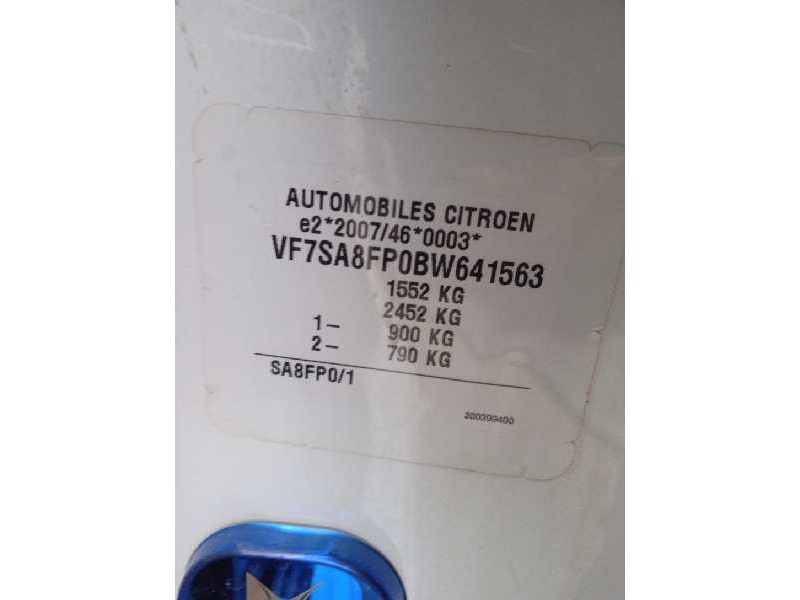 AUTOMOBILES CITROEN
e2*2007/46*0003*
VF7SA8FP0BW641563
1552 KG
2452 KG
1- 900 KG
2- 790 KG
SA8FP0/1
200399400